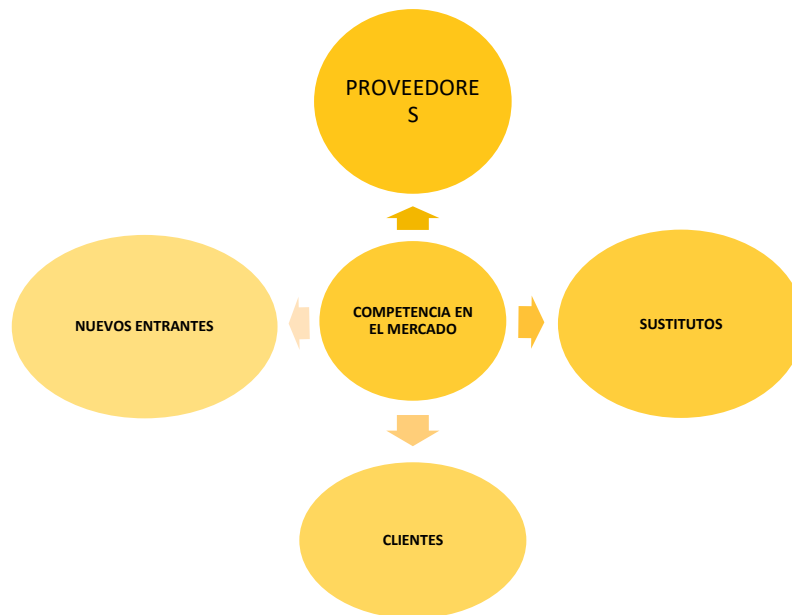 PROVEEDORE
S
NUEVOS ENTRANTES
COMPETENCIA EN
EL MERCADO
SUSTITUTOS
CLIENTES